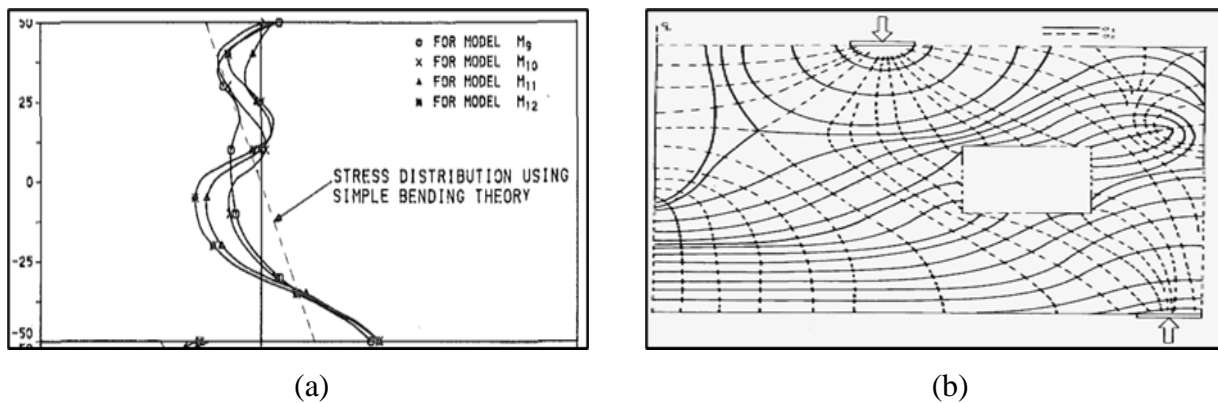 50
25
0
-25
-50
⊙ FOR MODEL M₉
× FOR MODEL M₁₀
▲ FOR MODEL M₁₁
⋇ FOR MODEL M₁₂
STRESS DISTRIBUTION USING
SIMPLE BENDING THEORY
(a)
℄
(b)